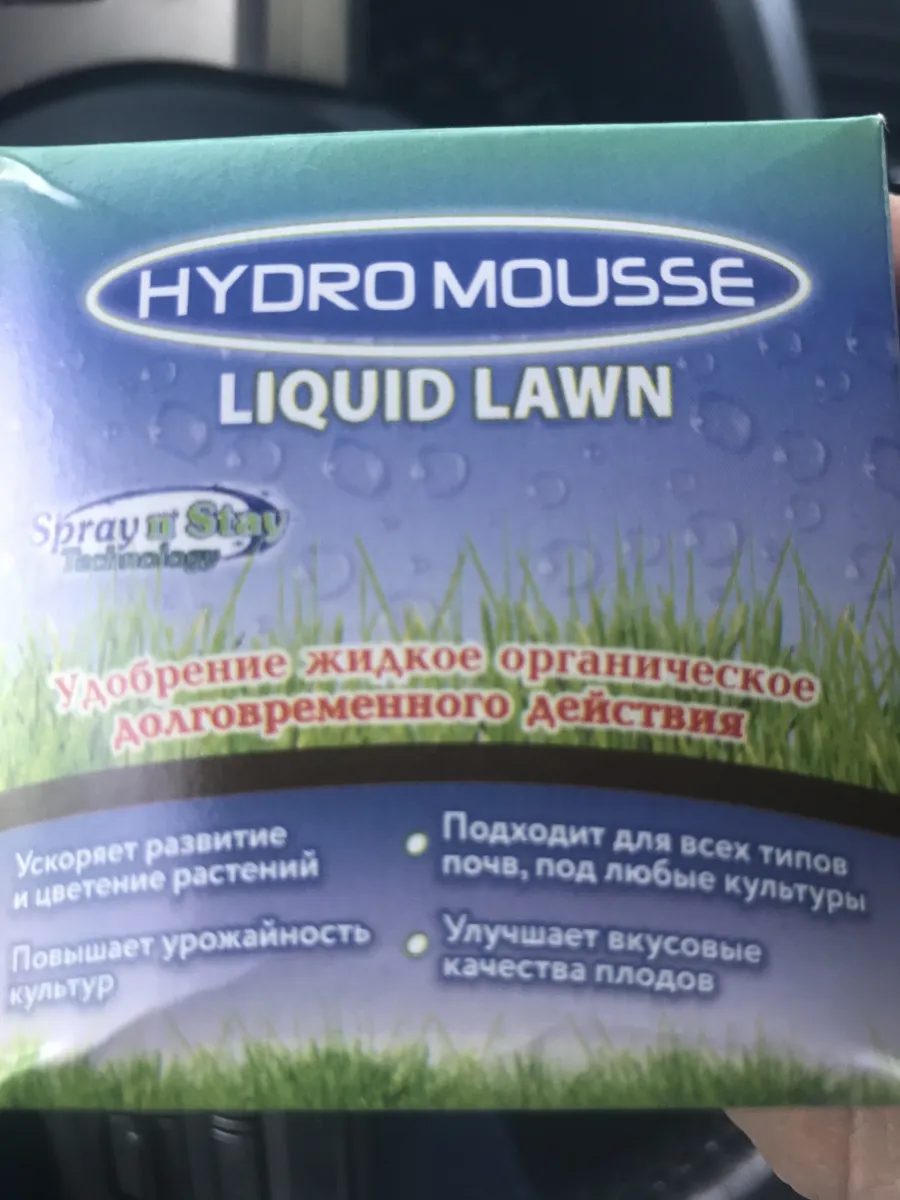 HYDRO MOUSSE
LIQUID LAWN
Spray n' Stay
Technology
Удобрение жидкое органическое
долговременного действия
Ускоряет развитие
и цветение растений
Повышает урожайность
культур
Подходит для всех типов
почв, под любые культуры
Улучшает вкусовые
качества плодов